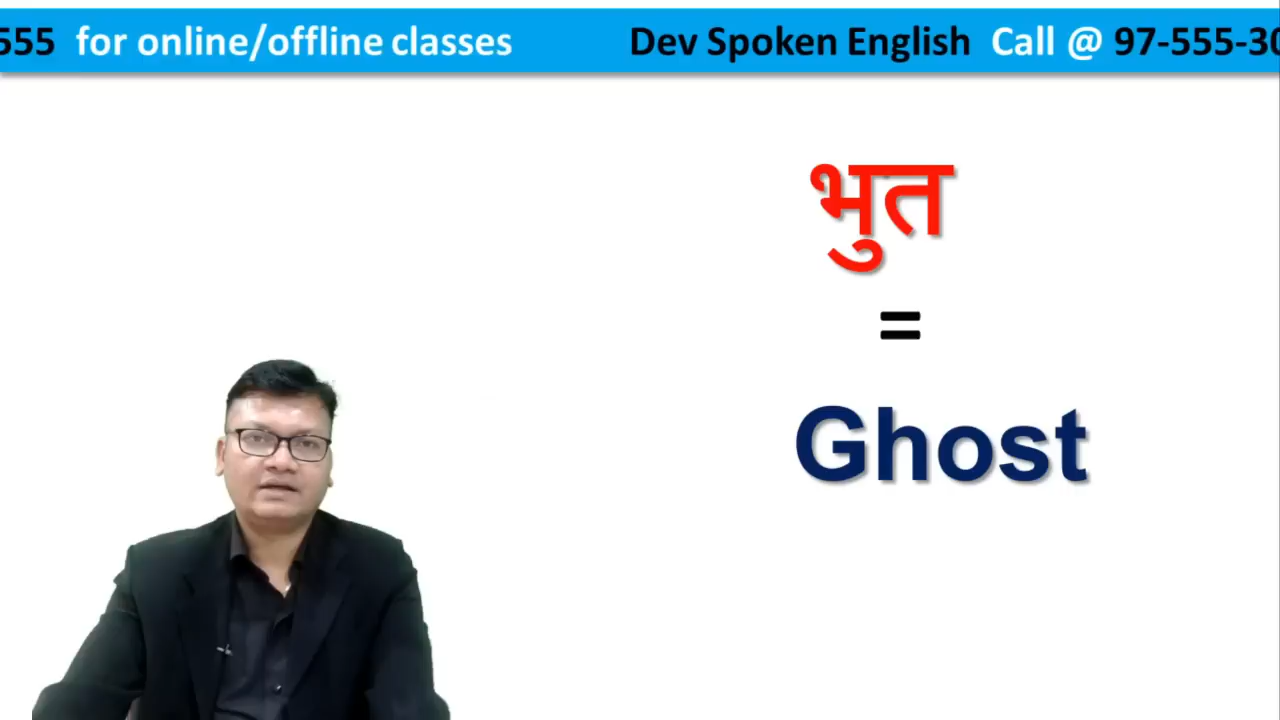 555 for online/offline classes Dev Spoken English Call @ 97-555-30
भुत
=
Ghost